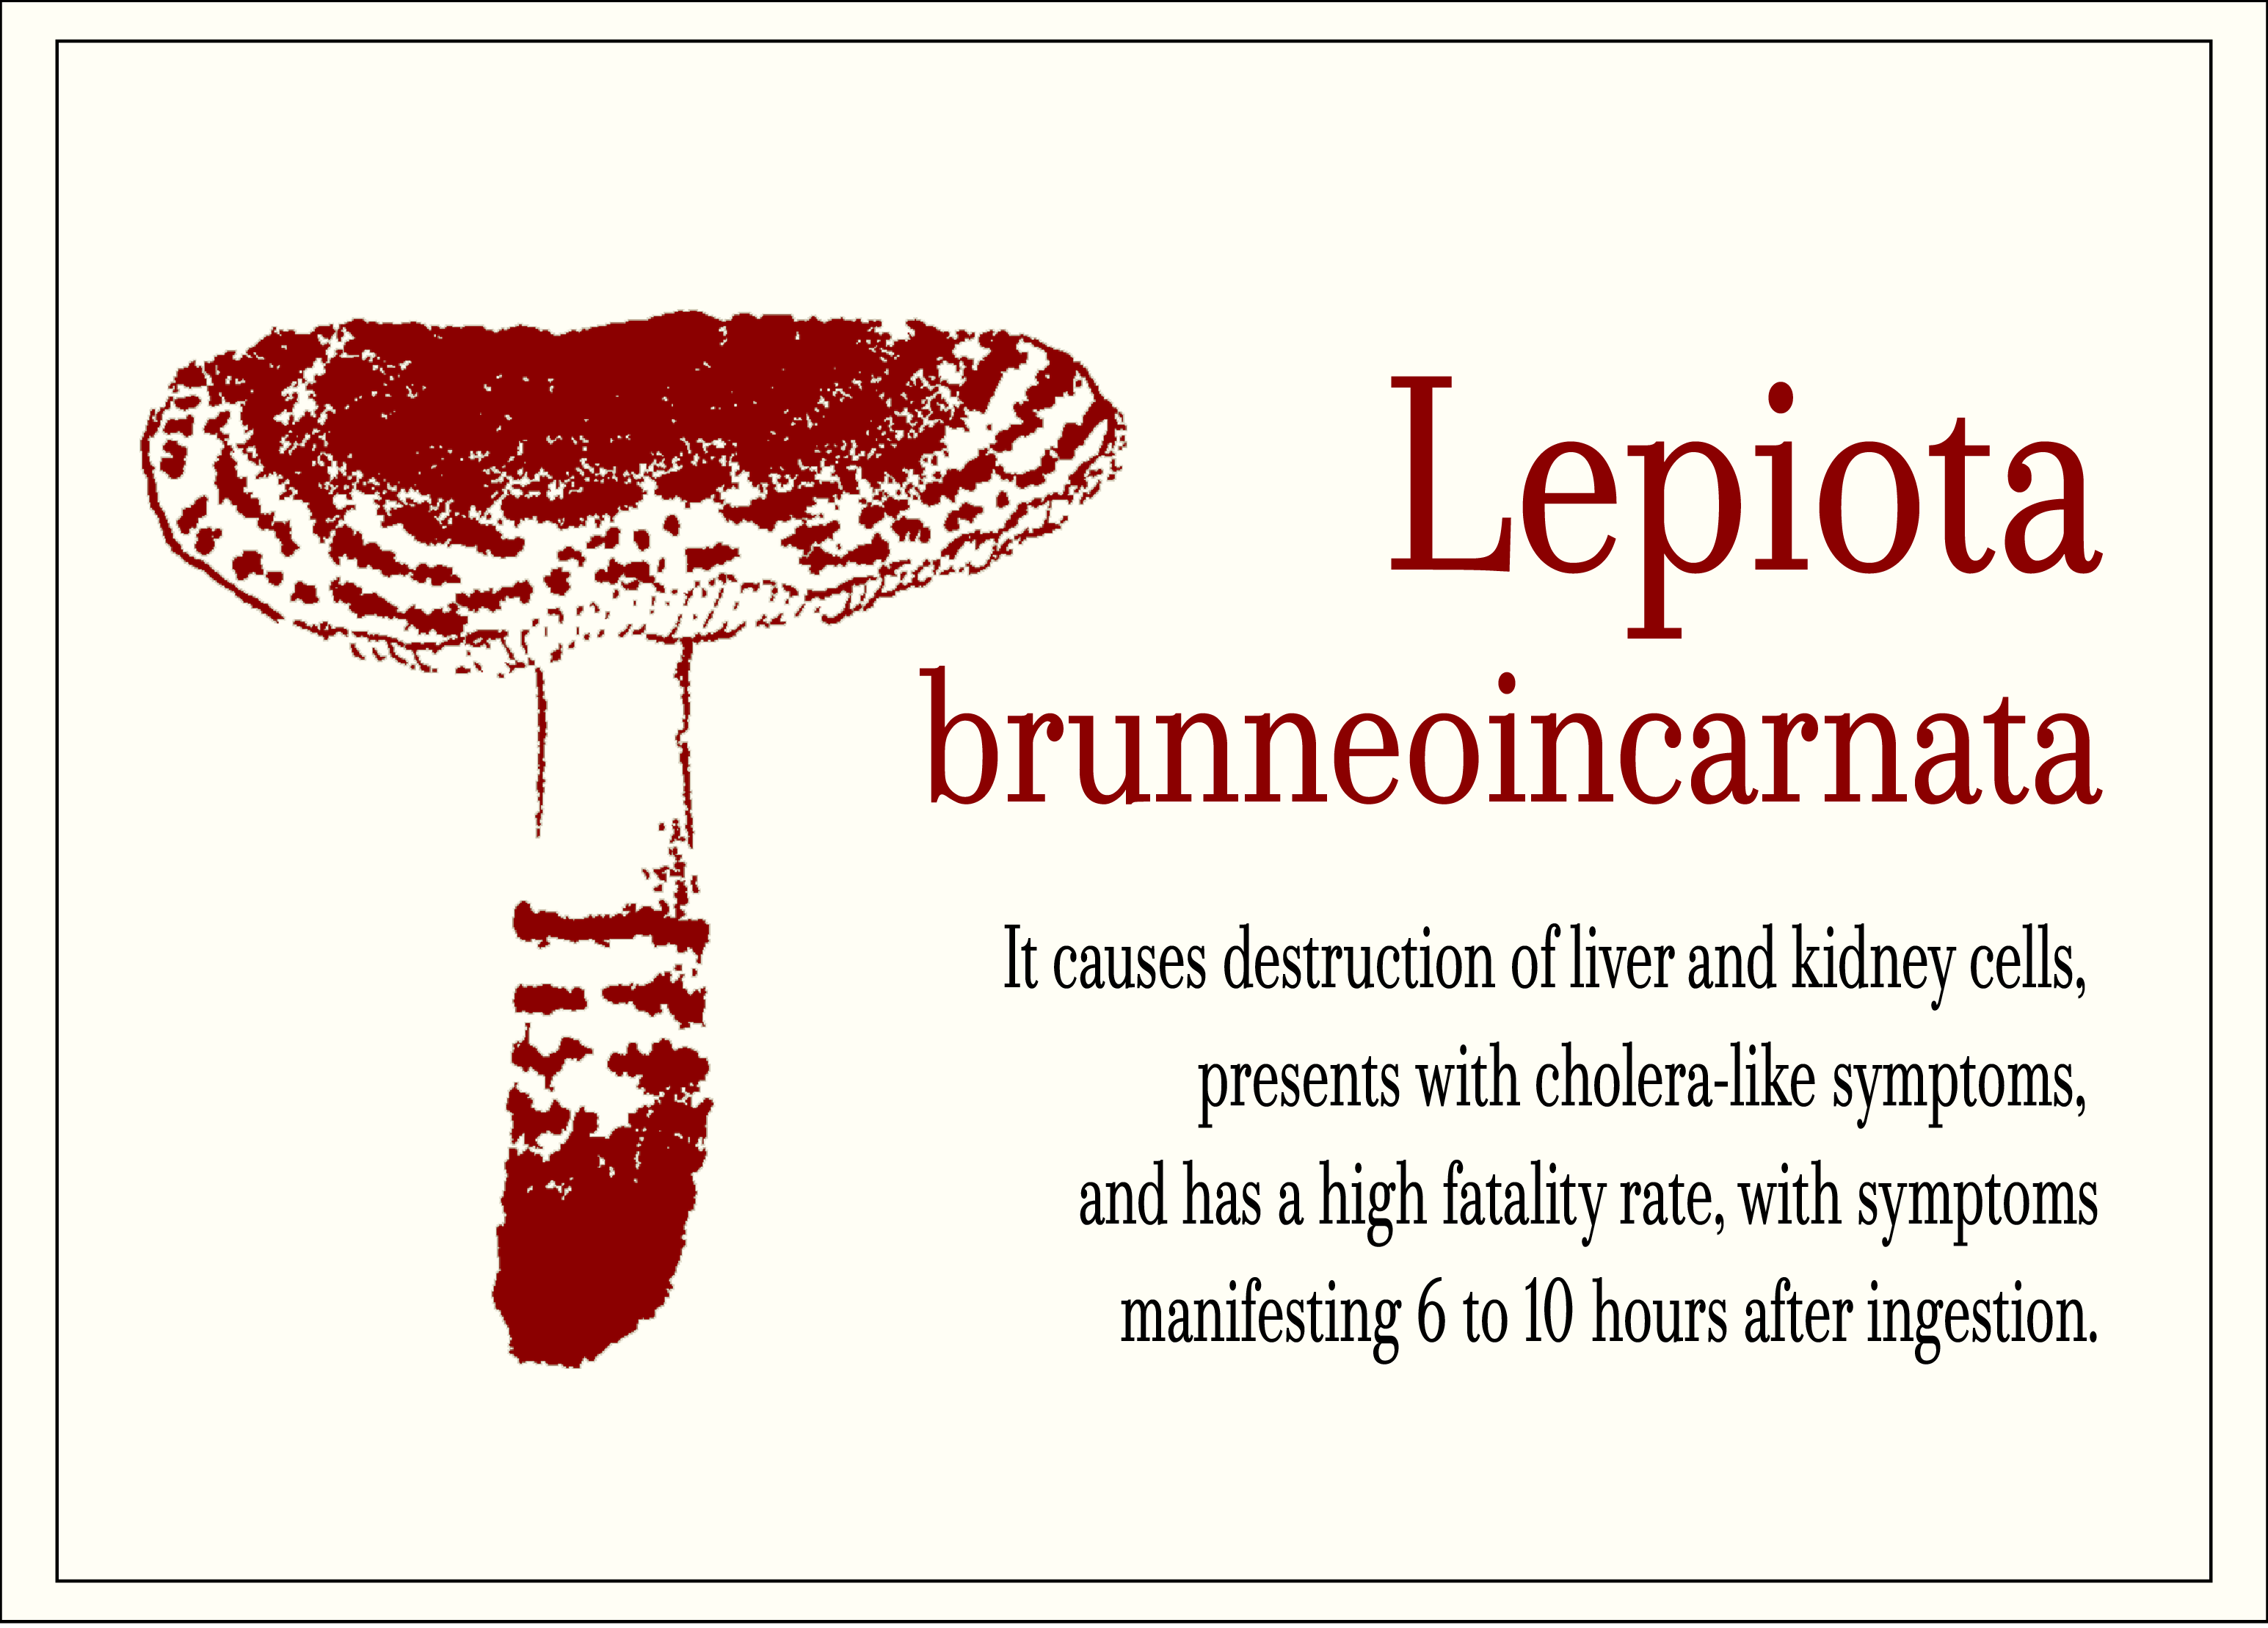 Lepiota
brunneoincarnata
It causes destruction of liver and kidney cells,
presents with cholera-like symptoms,
and has a high fatality rate, with symptoms
manifesting 6 to 10 hours after ingestion.